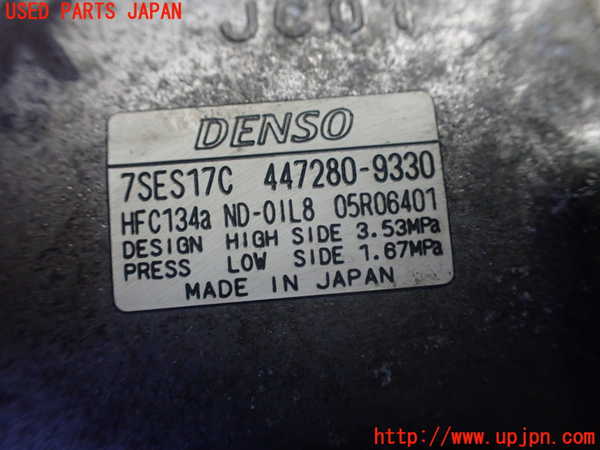 USED PARTS JAPAN
JC01
DENSO
7SES17C 447280-9330
HFC134a ND-OIL8 05R06401
DESIGN HIGH SIDE 3.53MPa
PRESS LOW SIDE 1.67MPa
MADE IN JAPAN
http://www.upjpn.com/